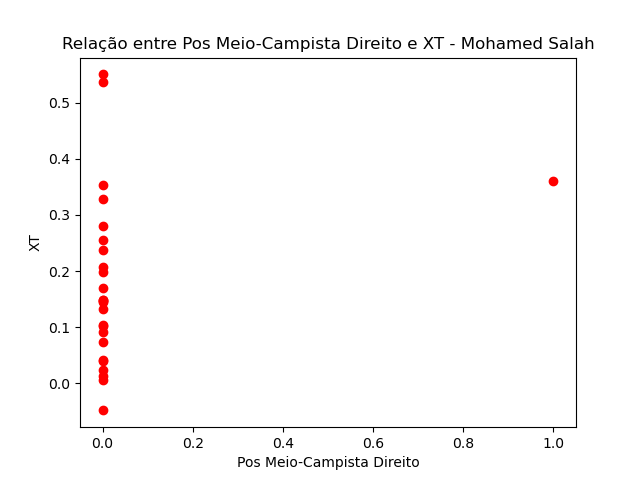 Relação entre Pos Meio-Campista Direito e XT - Mohamed Salah
0.5
0.4
0.3
0.2
0.1
0.0
XT
0.0 0.2 0.4 0.6 0.8 1.0
Pos Meio-Campista Direito